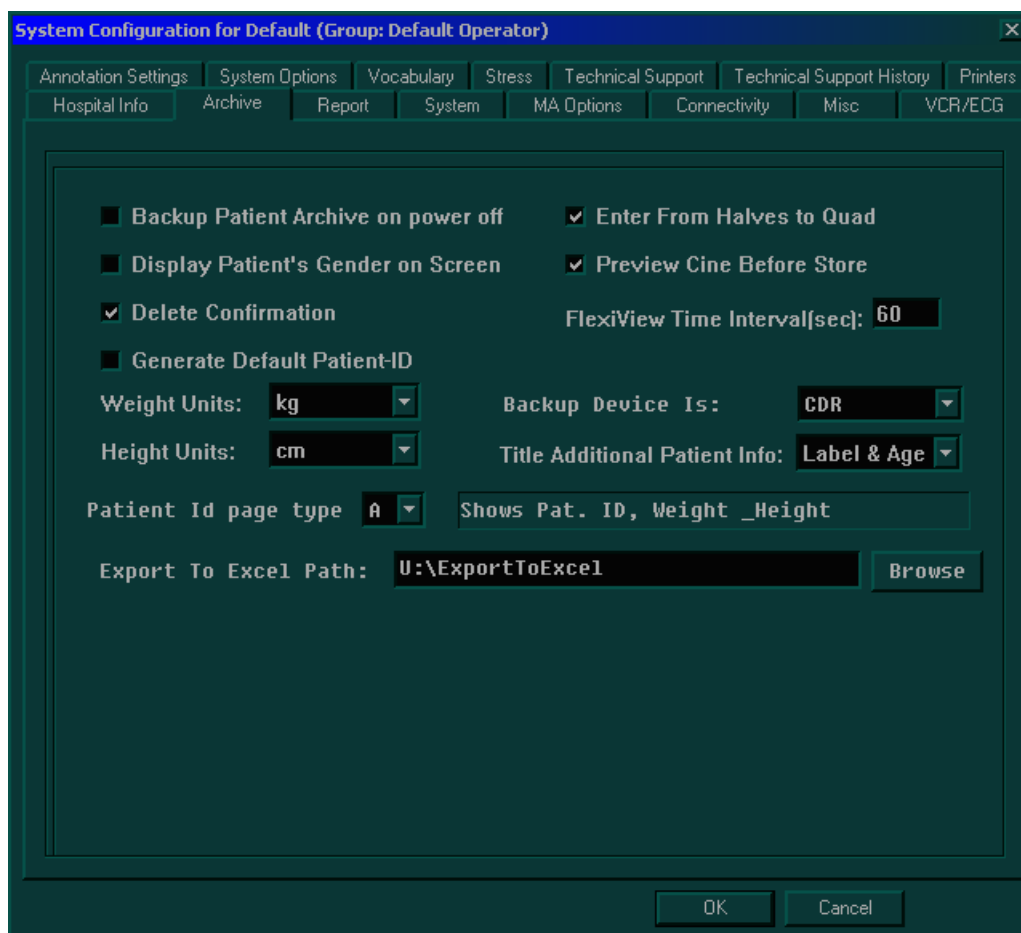 System Configuration for Default (Group: Default Operator)
Annotation Settings System Options Vocabulary Stress Technical Support Technical Support History Printers
Hospital Info Archive Report System MA Options Connectivity Misc VCR/ECG
Backup Patient Archive on power off Enter From Halves to Quad
Display Patient's Gender on Screen Preview Cine Before Store
Delete Confirmation FlexiView Time Interval(sec): 60
Generate Default Patient-ID
Weight Units: kg Backup Device Is: CDR
Height Units: cm Title Additional Patient Info: Label & Age
Patient Id page type A Shows Pat. ID, Weight _Height
Export To Excel Path: U:\ExportToExcel Browse
OK Cancel